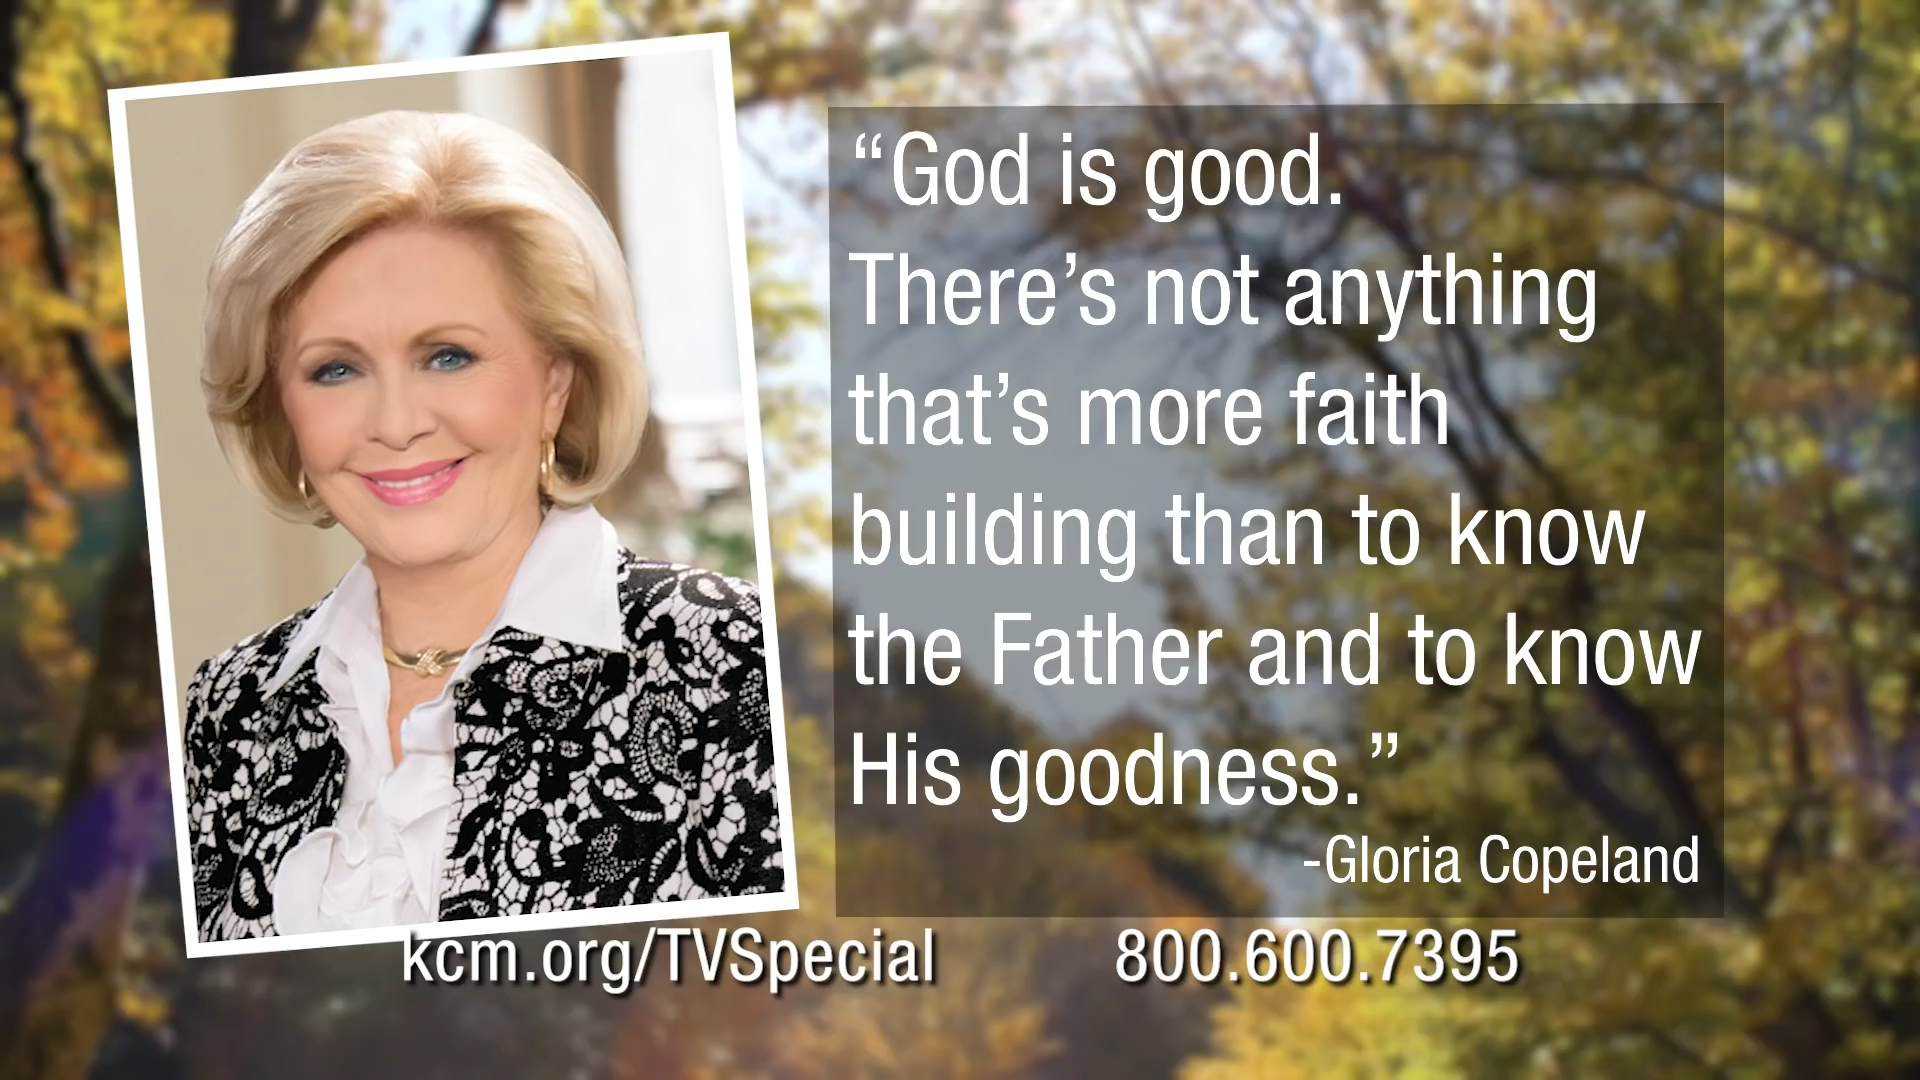 “God is good.
There’s not anything
that’s more faith
building than to know
the Father and to know
His goodness.”
-Gloria Copeland
kcm.org/TVSpecial 800.600.7395